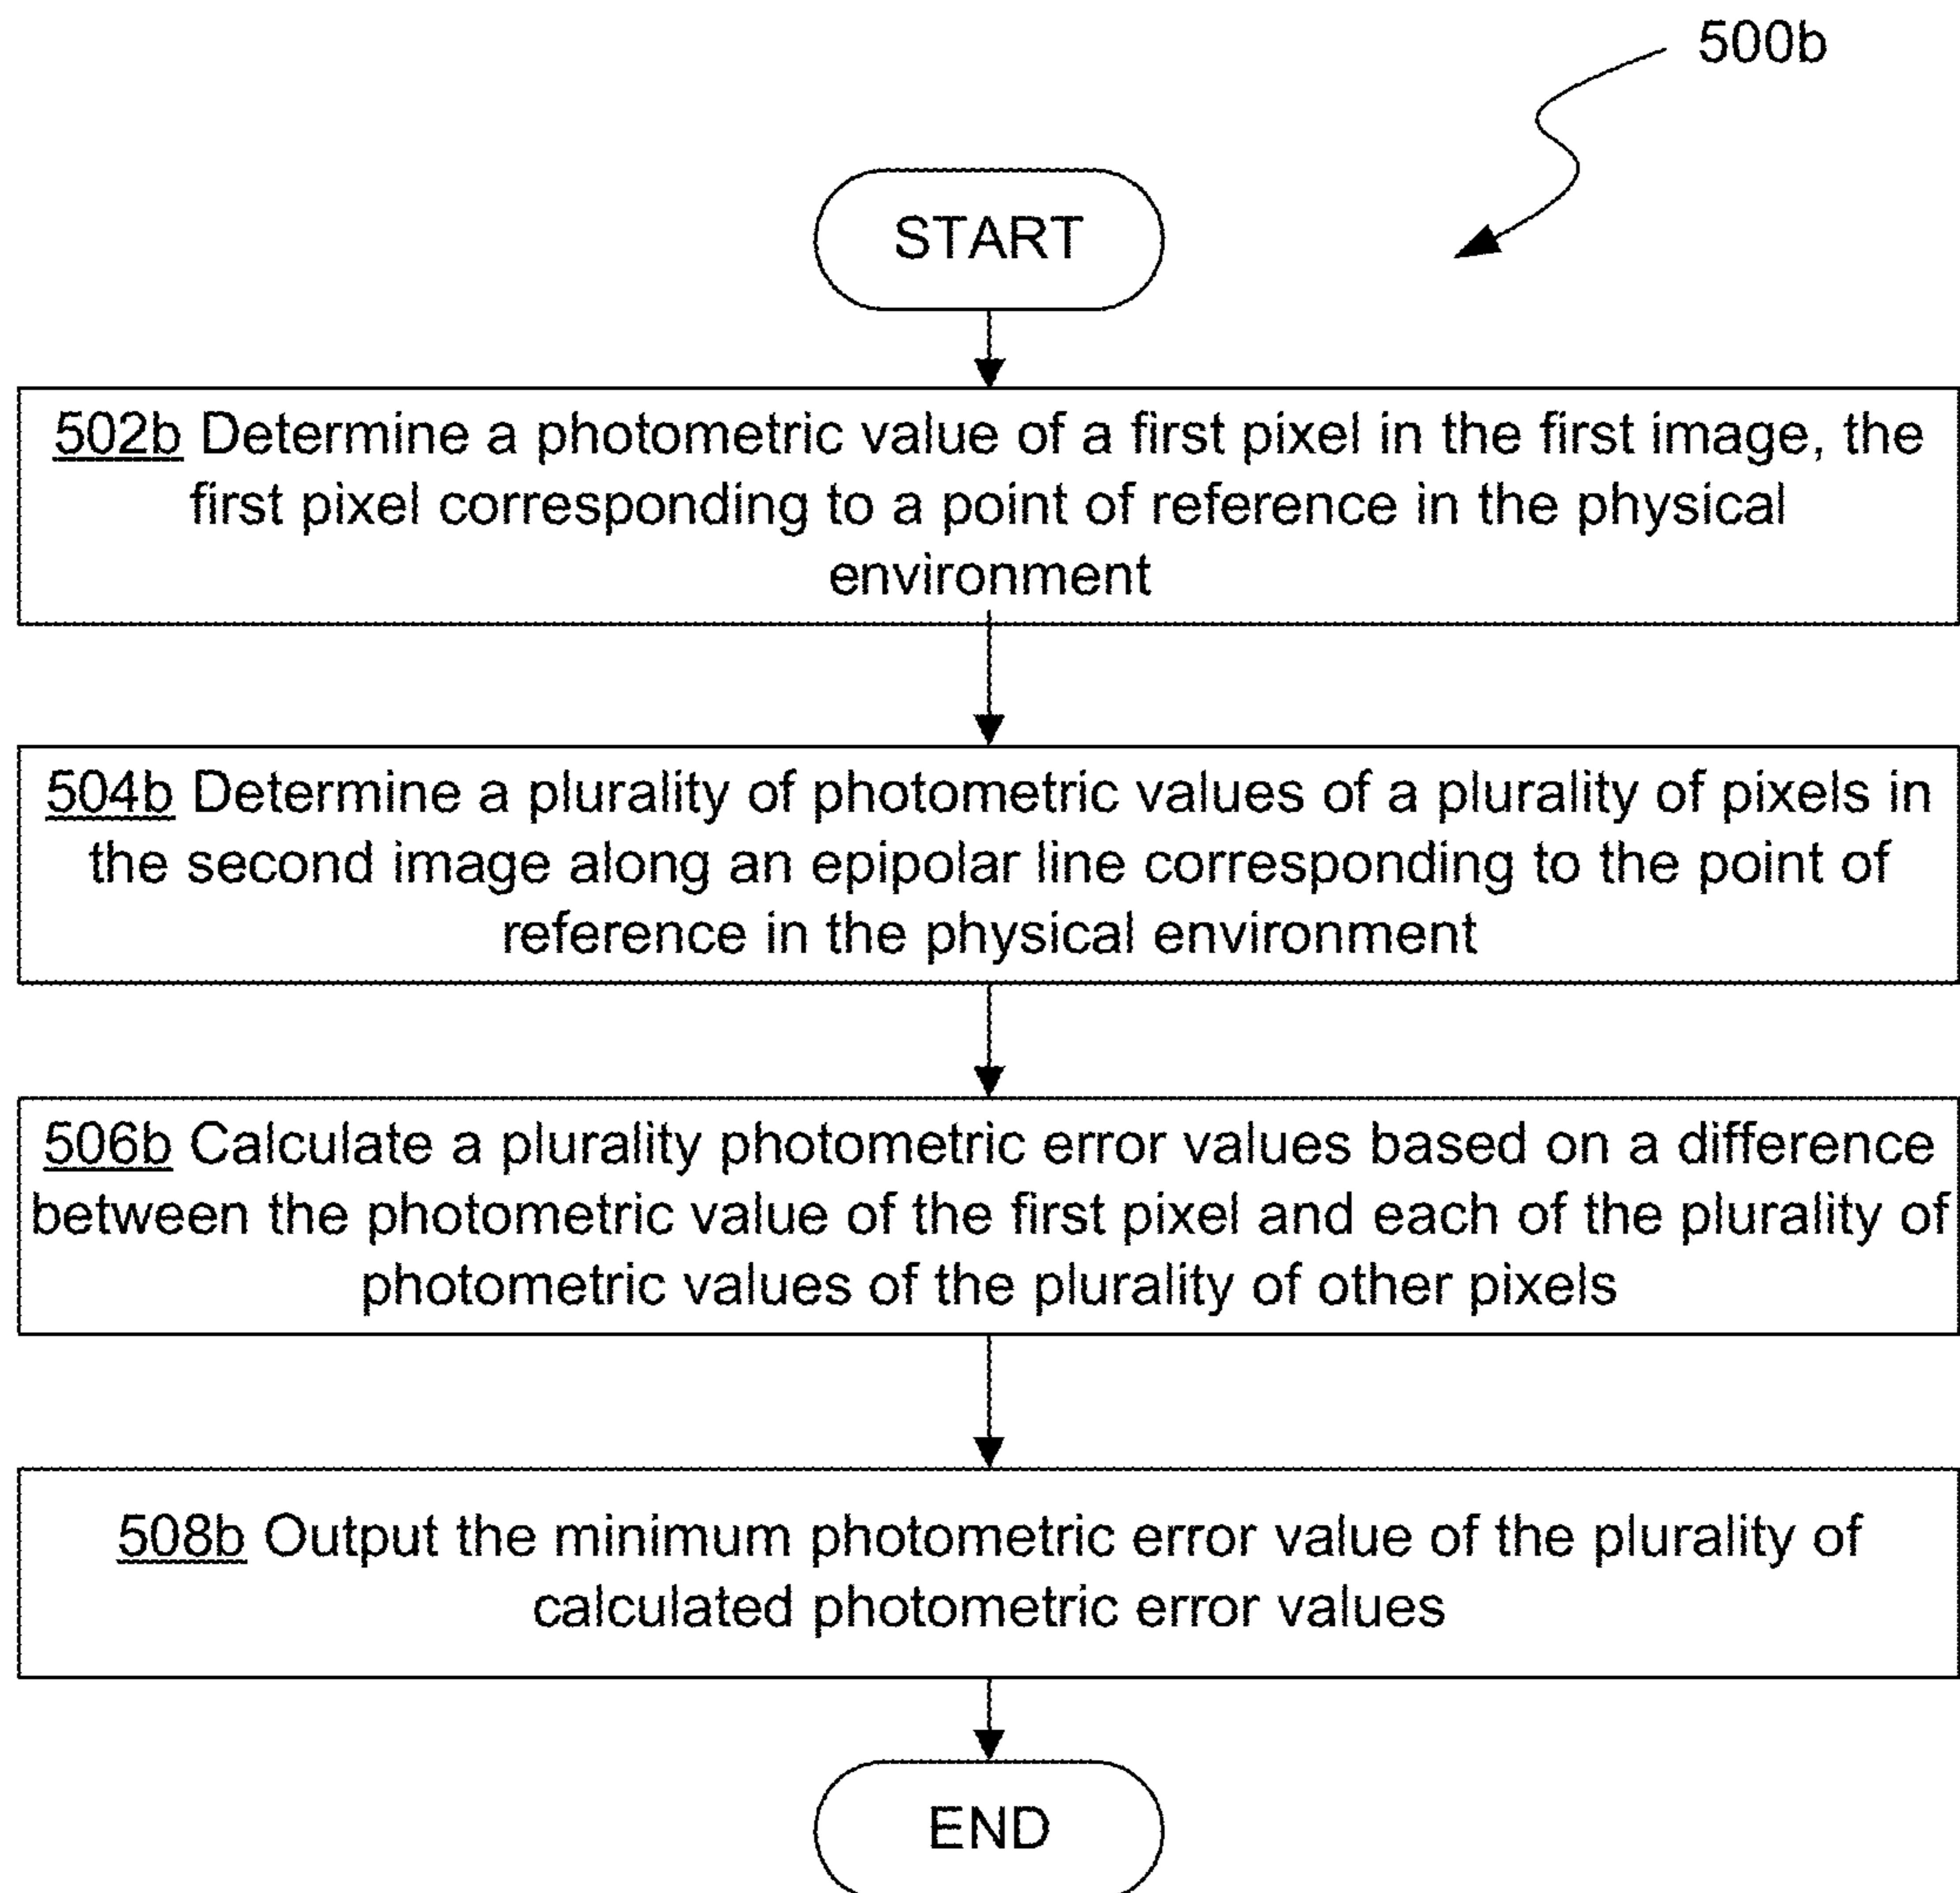 500b
START
502b Determine a photometric value of a first pixel in the first image, the
first pixel corresponding to a point of reference in the physical
environment
504b Determine a plurality of photometric values of a plurality of pixels in
the second image along an epipolar line corresponding to the point of
reference in the physical environment
506b Calculate a plurality photometric error values based on a difference
between the photometric value of the first pixel and each of the plurality of
photometric values of the plurality of other pixels
508b Output the minimum photometric error value of the plurality of
calculated photometric error values
END